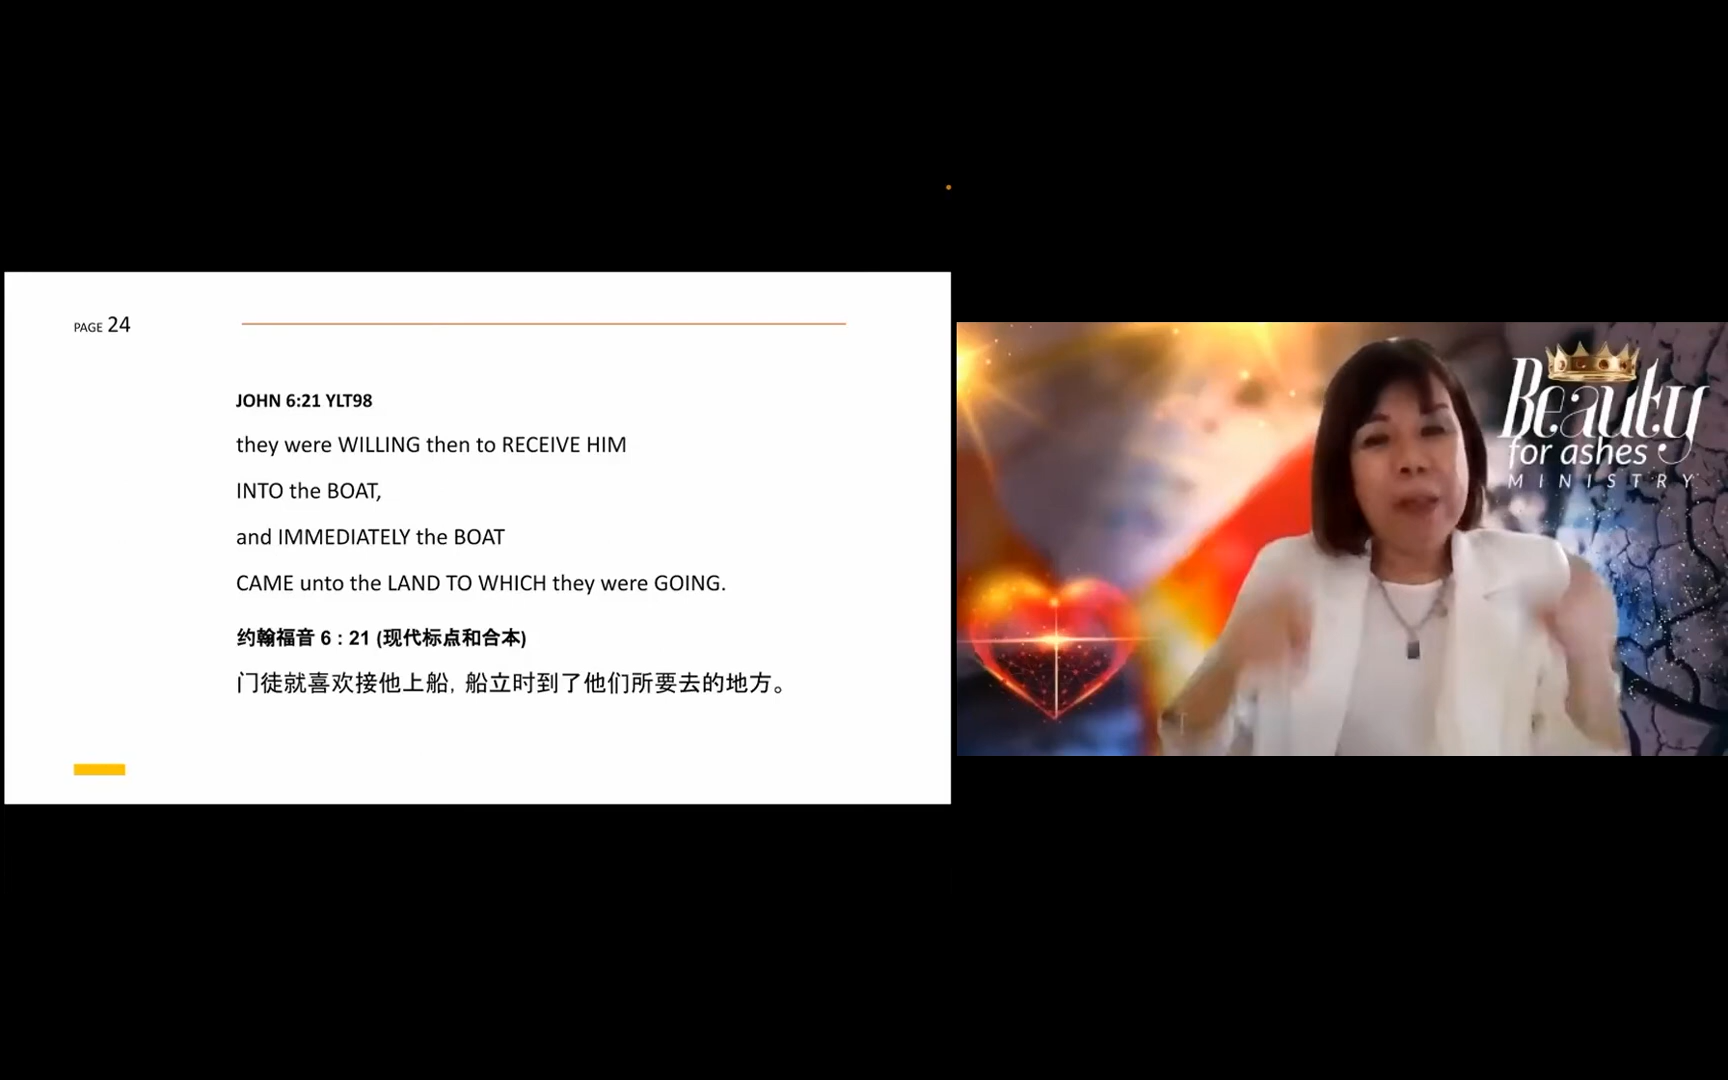 PAGE 24
JOHN 6:21 YLT98
they were WILLING then to RECEIVE HIM
INTO the BOAT,
and IMMEDIATELY the BOAT
CAME unto the LAND TO WHICH they were GOING.
约翰福音 6：21 (现代标点和合本)
门徒就喜欢接他上船，船立时到了他们所要去的地方。
Beauty
for ashes
MINISTRY